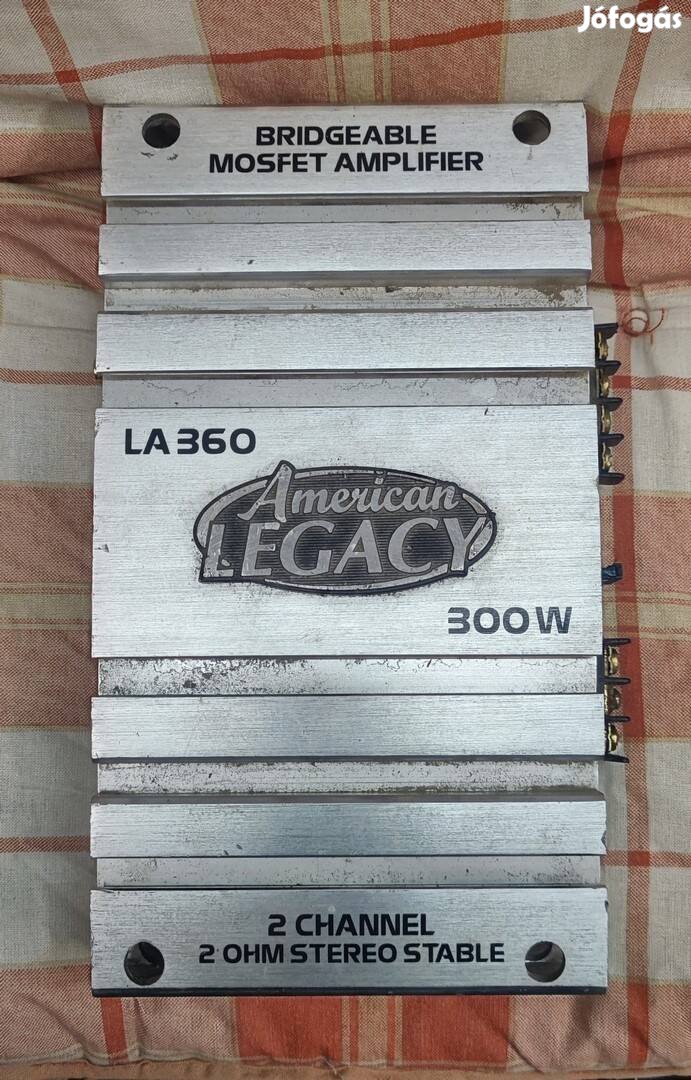 Jófogás
BRIDGEABLE
MOSFET AMPLIFIER
LA360
American
LEGACY
300W
2 CHANNEL
2 OHM STEREO STABLE